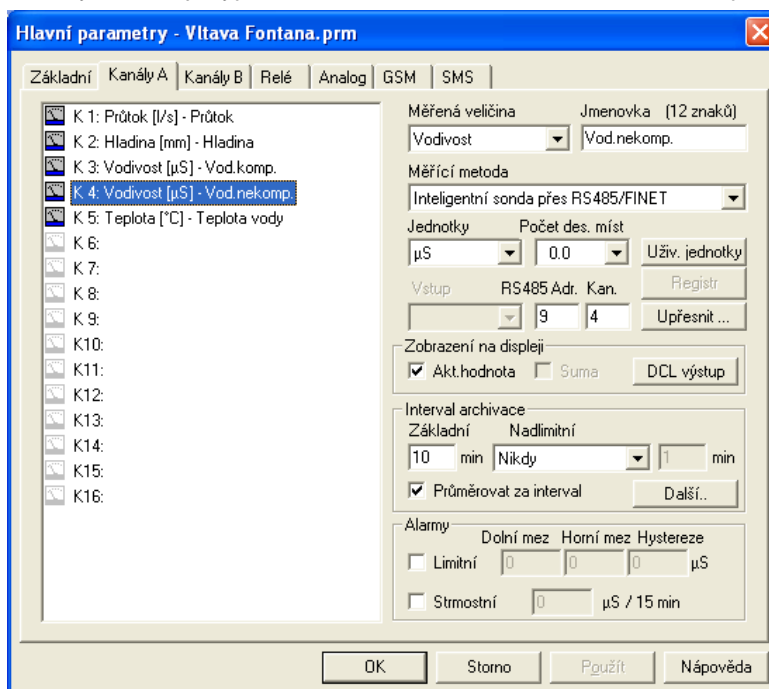 Hlavní parametry - Vltava Fontana.prm
Základní Kanály A Kanály B Relé Analog GSM SMS
K 1: Průtok [l/s] - Průtok
K 2: Hladina [mm] - Hladina
K 3: Vodivost [µS] - Vod.komp.
K 4: Vodivost [µS] - Vod.nekomp.
K 5: Teplota [°C] - Teplota vody
K 6:
K 7:
K 8:
K 9:
K10:
K11:
K12:
K13:
K14:
K15:
K16:
Měřená veličina Jmenovka (12 znaků)
Vodivost Vod.nekomp.
Měřící metoda
Inteligentní sonda přes RS485/FINET
Jednotky Počet des. míst
µS 0.0 Uživ. jednotky
Vstup RS485 Adr. Kan. Registr
9 4 Upřesnit ...
Zobrazení na displeji
Akt.hodnota Suma DCL výstup
Interval archivace
Základní Nadlimitní
10 min Nikdy 1 min
Průměrovat za interval Další..
Alarmy
Dolní mez Horní mez Hystereze
Limitní 0 0 0 µS
Strmostní 0 µS / 15 min
OK Storno Použít Nápověda